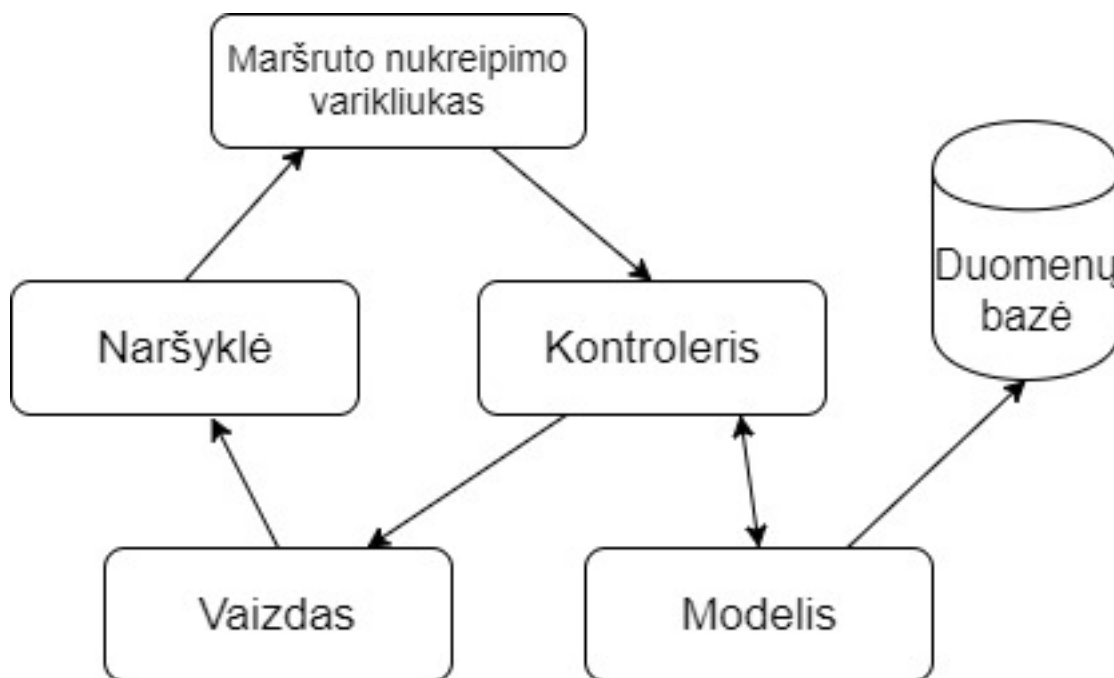 Maršruto nukreipimo
varikliukas
Naršyklė
Kontroleris
Duomenų
bazė
Vaizdas
Modelis